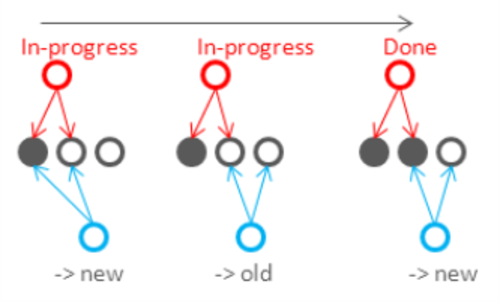 In-progress
In-progress
Done
-> new
-> old
-> new